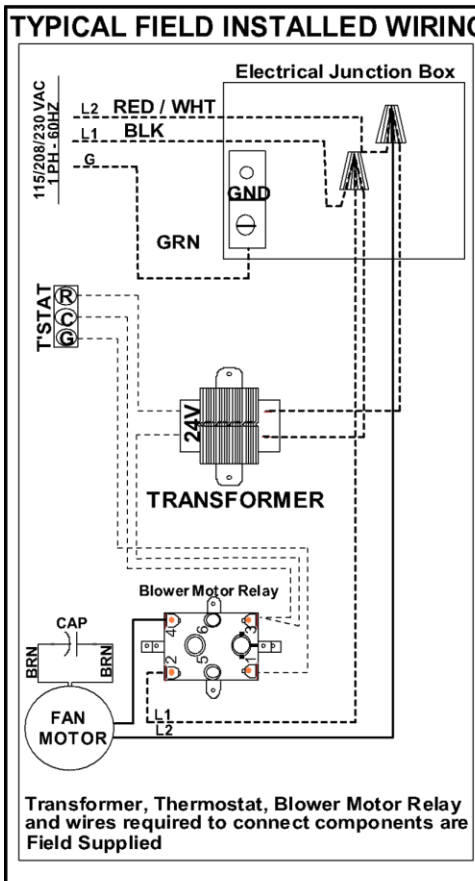 TYPICAL FIELD INSTALLED WIRING
Electrical Junction Box
115/208/230 VAC
1 PH - 60HZ
L2 RED / WHT
L1 BLK
G
GND
GRN
T'STAT
R
C
G
24V
TRANSFORMER
Blower Motor Relay
4 6 3
2 5 1
CAP
BRN BRN
FAN
MOTOR
L1
L2
Transformer, Thermostat, Blower Motor Relay
and wires required to connect components are
Field Supplied